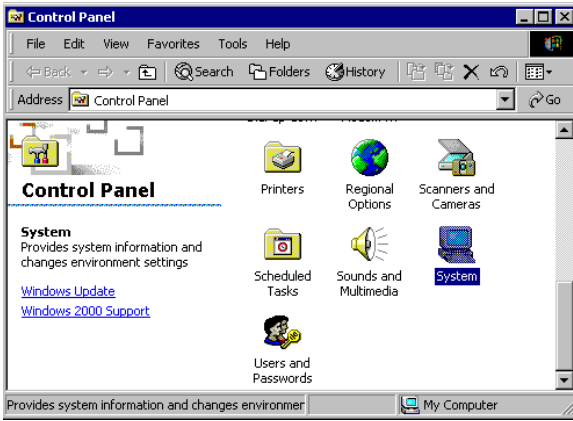 Control Panel
File Edit View Favorites Tools Help
Back Search Folders History
Address Control Panel Go
Control Panel
System
Provides system information and
changes environment settings
Windows Update
Windows 2000 Support
Printers
Regional
Options
Scanners and
Cameras
Scheduled
Tasks
Sounds and
Multimedia
System
Users and
Passwords
Provides system information and changes environmer
My Computer